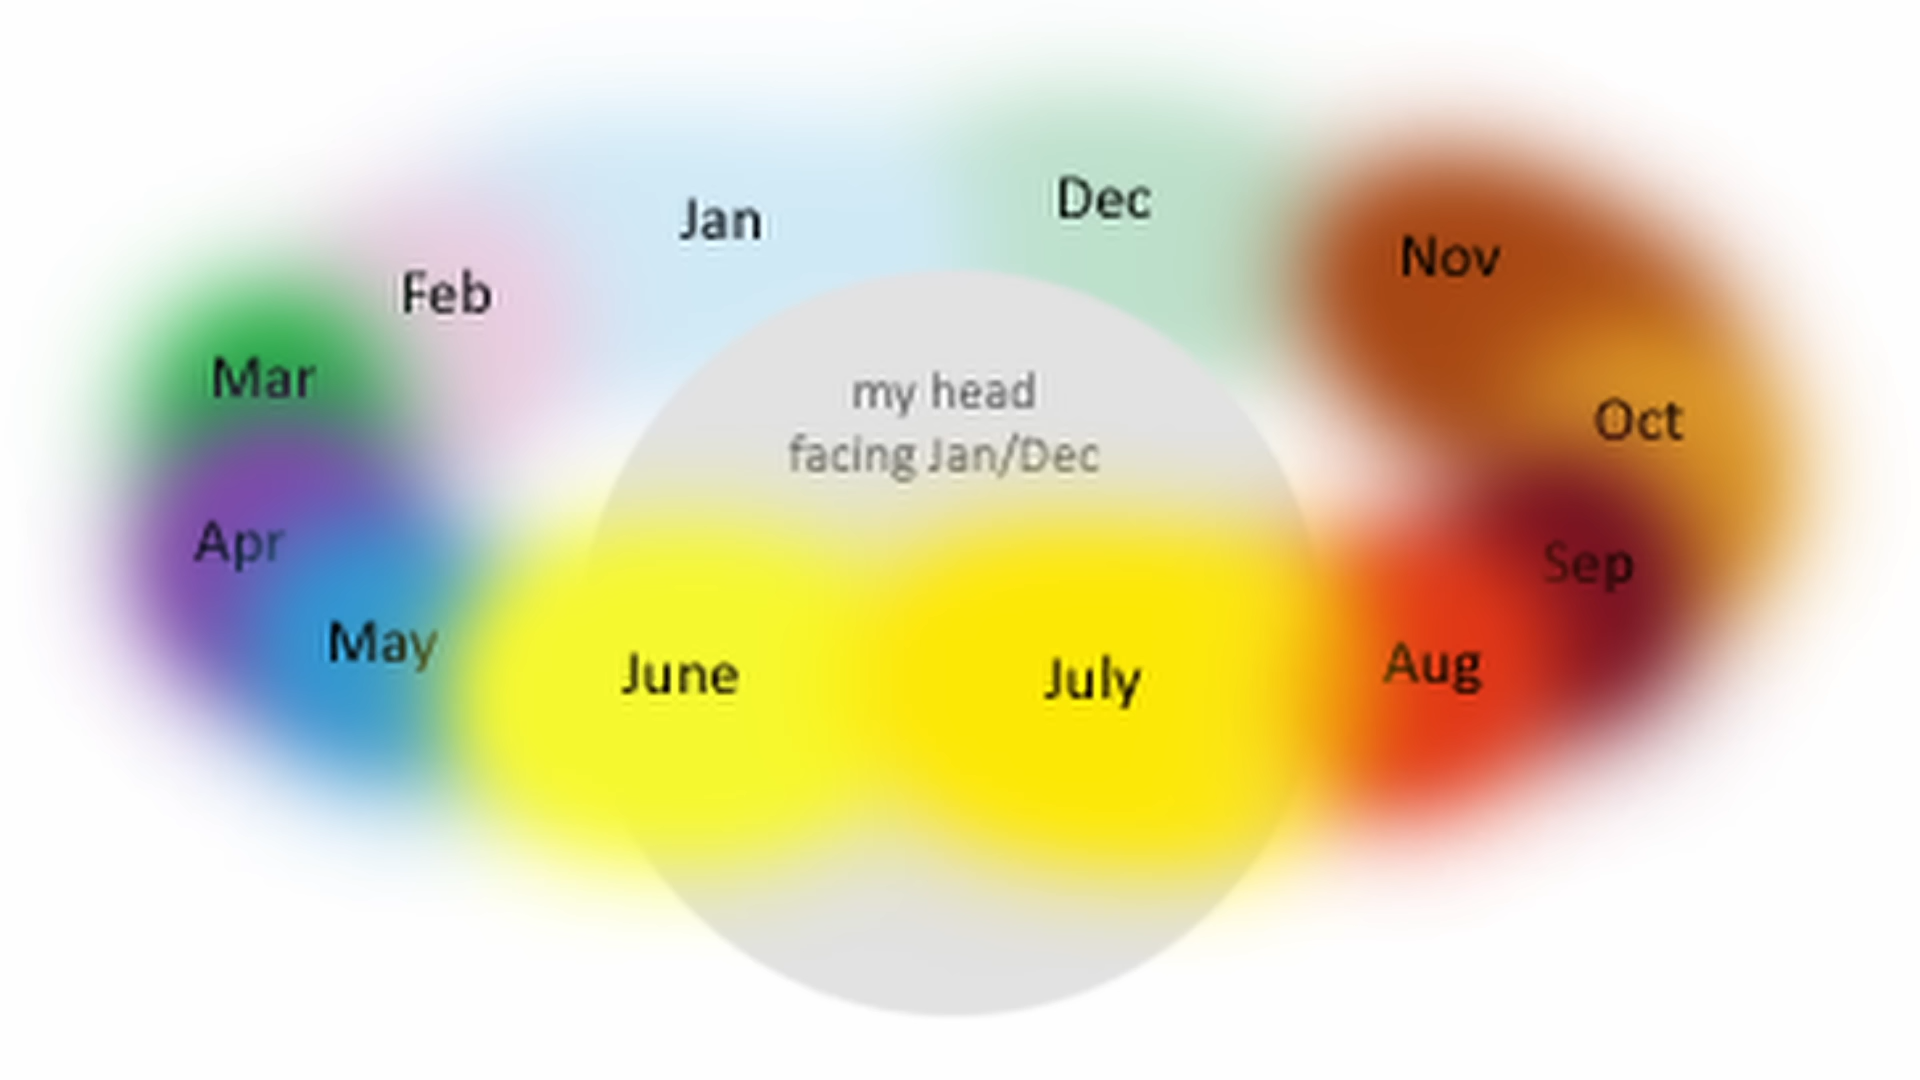 Jan
Dec
Nov
Feb
Mar
my head
facing Jan/Dec
Oct
Apr
Sep
May
June
July
Aug